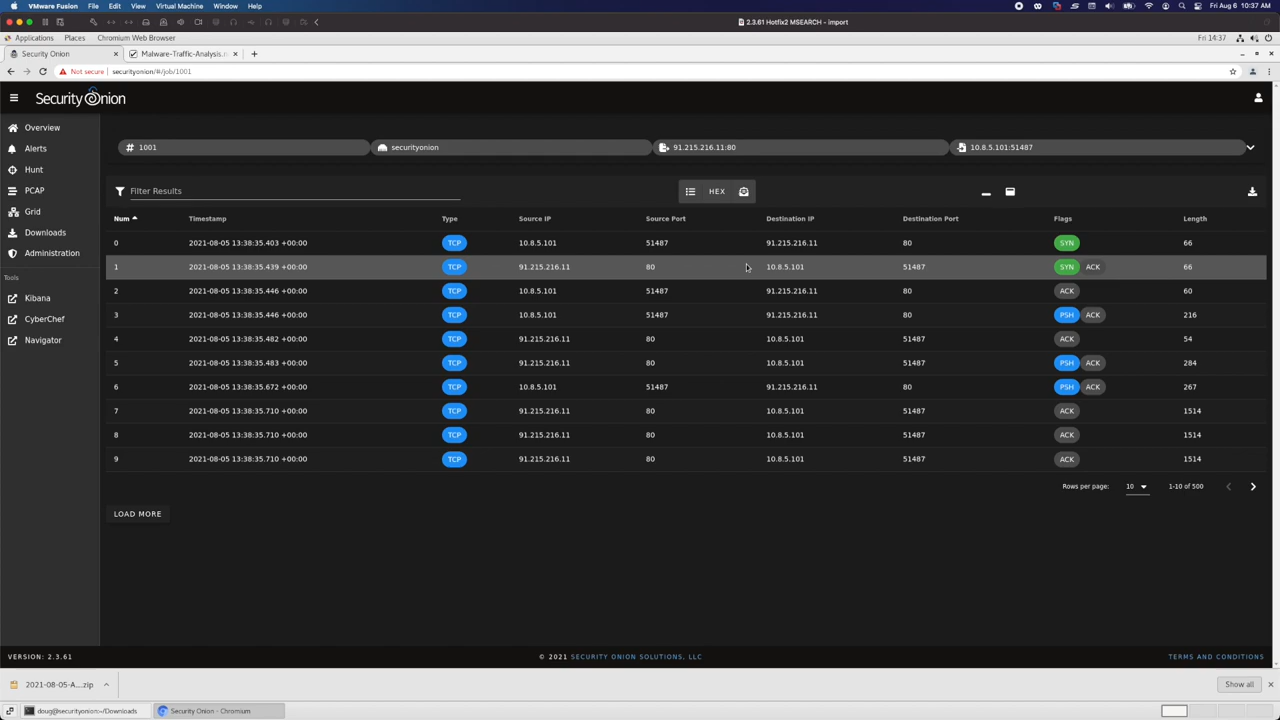 VMware Fusion File Edit View Virtual Machine Window Help Fri Aug 6 10:37 AM
2.3.61 Hotfix2 MSEARCH - import
Applications Places Chromium Web Browser Fri 14:37
Security Onion × Malware-Traffic-Analysis.n × +
Not secure securityonion/#/job/1001
Security Onion
Overview
Alerts
Hunt
PCAP
Grid
Downloads
Administration
Tools
Kibana
CyberChef
Navigator
# 1001 securityonion 91.215.216.11:80 10.8.5.101:51487
Filter Results HEX
Num Timestamp Type Source IP Source Port Destination IP Destination Port Flags Length
0 2021-08-05 13:38:35.403 +00:00 TCP 10.8.5.101 51487 91.215.216.11 80 SYN 66
1 2021-08-05 13:38:35.439 +00:00 TCP 91.215.216.11 80 10.8.5.101 51487 SYN ACK 66
2 2021-08-05 13:38:35.446 +00:00 TCP 10.8.5.101 51487 91.215.216.11 80 ACK 60
3 2021-08-05 13:38:35.446 +00:00 TCP 10.8.5.101 51487 91.215.216.11 80 PSH ACK 216
4 2021-08-05 13:38:35.482 +00:00 TCP 91.215.216.11 80 10.8.5.101 51487 ACK 54
5 2021-08-05 13:38:35.483 +00:00 TCP 91.215.216.11 80 10.8.5.101 51487 PSH ACK 284
6 2021-08-05 13:38:35.672 +00:00 TCP 10.8.5.101 51487 91.215.216.11 80 PSH ACK 267
7 2021-08-05 13:38:35.710 +00:00 TCP 91.215.216.11 80 10.8.5.101 51487 ACK 1514
8 2021-08-05 13:38:35.710 +00:00 TCP 91.215.216.11 80 10.8.5.101 51487 ACK 1514
9 2021-08-05 13:38:35.710 +00:00 TCP 91.215.216.11 80 10.8.5.101 51487 ACK 1514
Rows per page: 10 1-10 of 500
LOAD MORE
VERSION: 2.3.61 © 2021 SECURITY ONION SOLUTIONS, LLC TERMS AND CONDITIONS
2021-08-05-A....zip Show all ×
doug@securityonion:~/Downloads Security Onion - Chromium